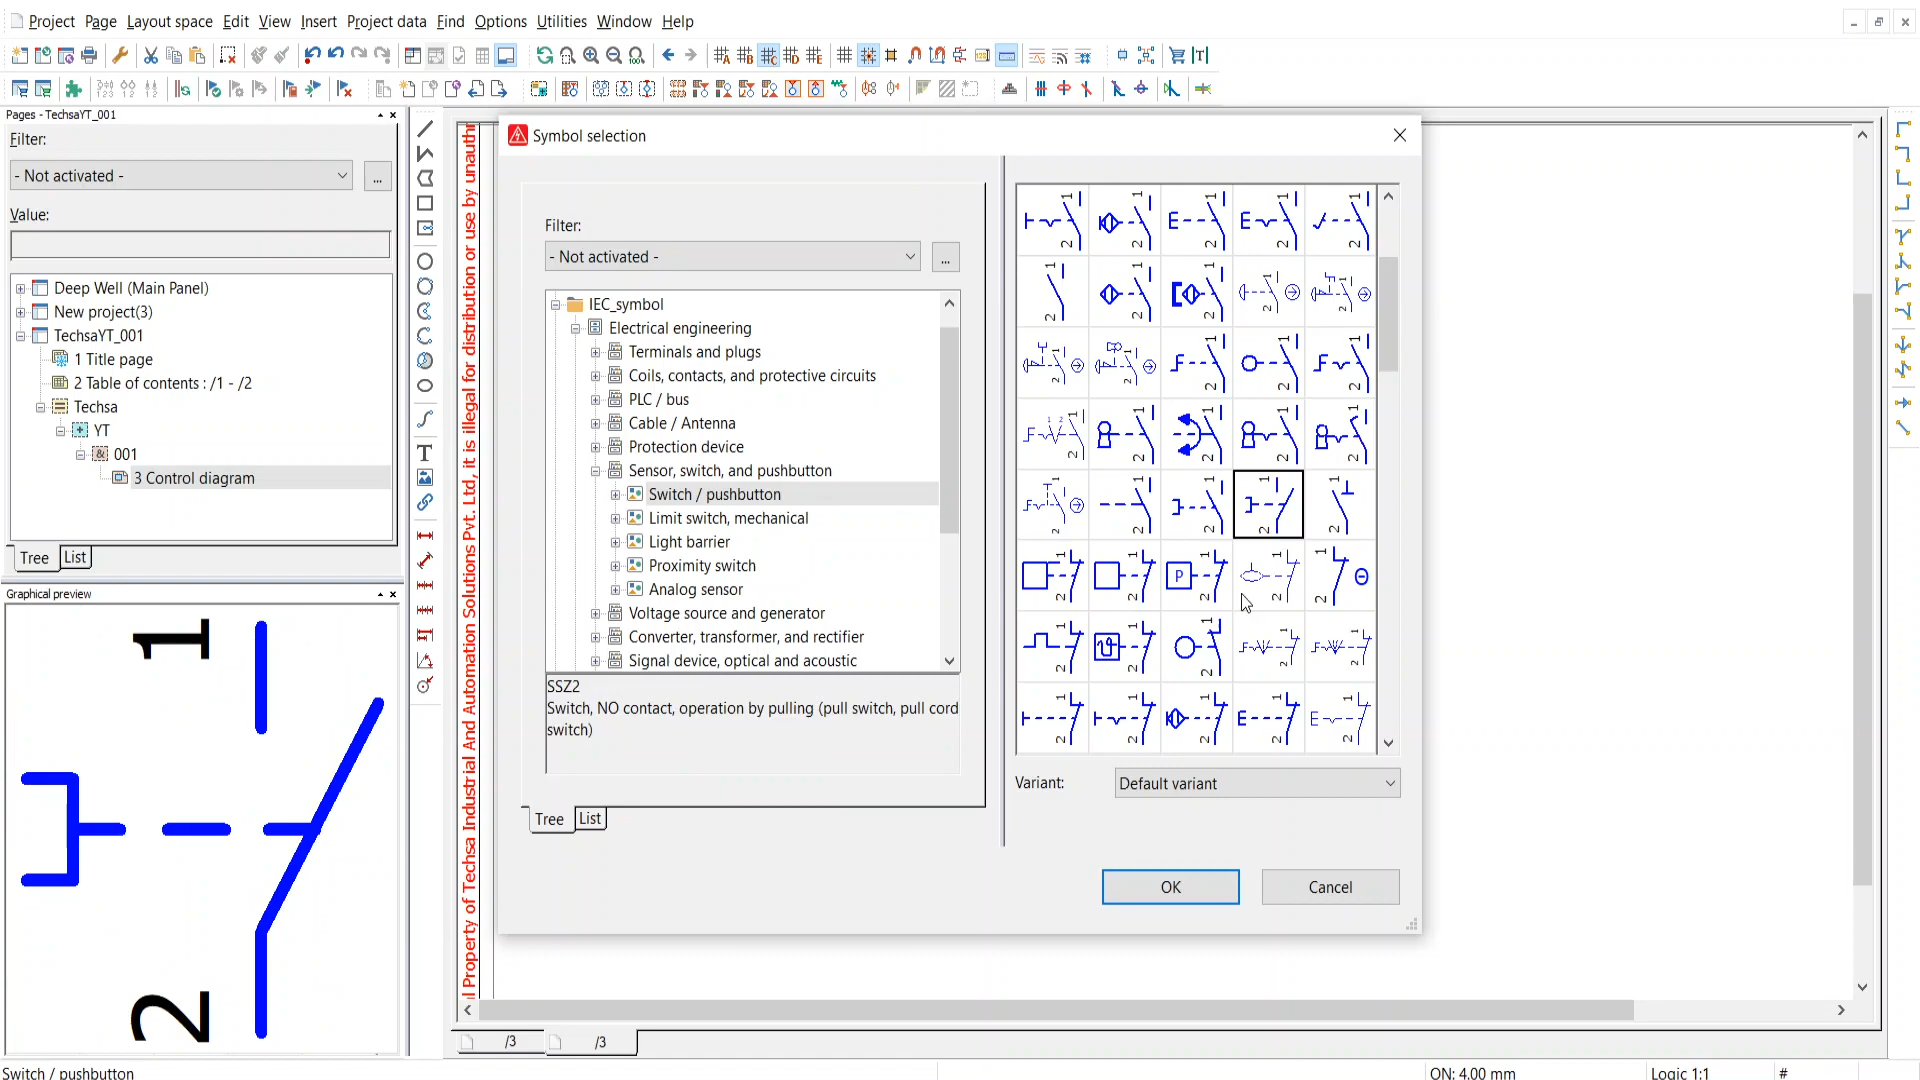 Project Page Layout space Edit View Insert Project data Find Options Utilities Window Help
Pages - TechsaYT_001
Filter:
- Not activated -
...
Value:
Deep Well (Main Panel)
New project(3)
TechsaYT_001
1 Title page
2 Table of contents : /1 - /2
Techsa
YT
001
3 Control diagram
Tree List
Graphical preview
1
2
l Property of Techsa Industrial And Automation Solutions Pvt. Ltd, it is illegal for distribution or use by unauthr
Symbol selection
Filter:
- Not activated -
...
IEC_symbol
Electrical engineering
Terminals and plugs
Coils, contacts, and protective circuits
PLC / bus
Cable / Antenna
Protection device
Sensor, switch, and pushbutton
Switch / pushbutton
Limit switch, mechanical
Light barrier
Proximity switch
Analog sensor
Voltage source and generator
Converter, transformer, and rectifier
Signal device, optical and acoustic
SSZ2
Switch, NO contact, operation by pulling (pull switch, pull cord
switch)
Tree List
Variant: Default variant
OK Cancel
/3 /3
Switch / pushbutton ON: 4.00 mm Logic 1:1 #